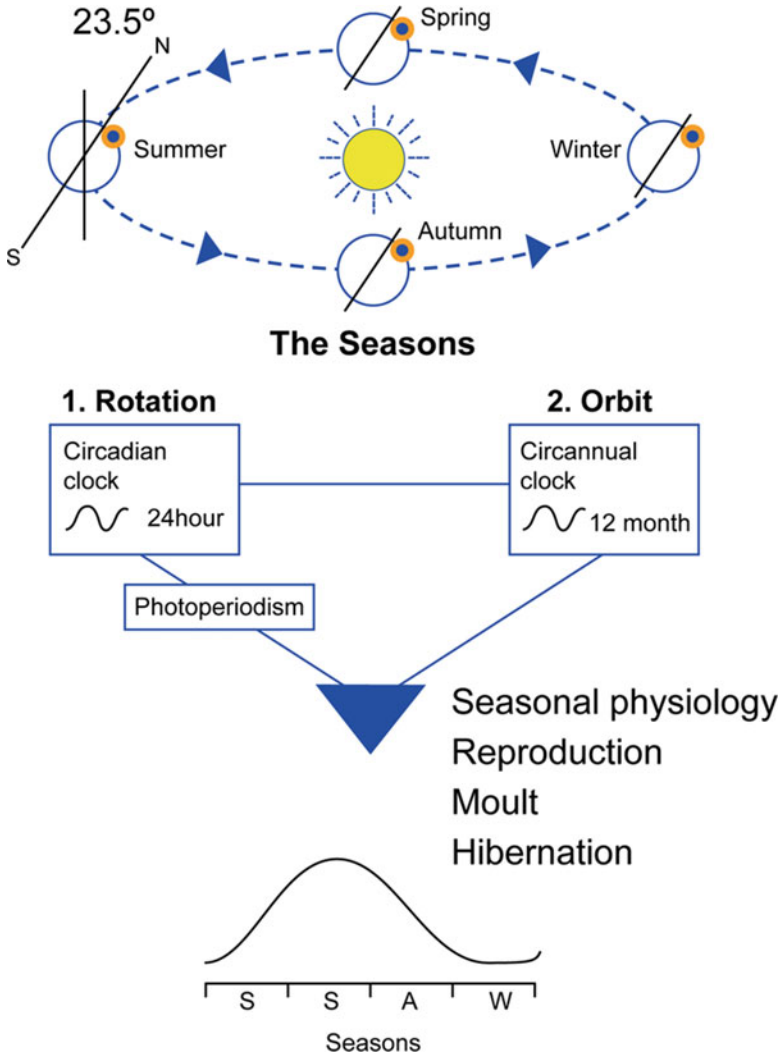 23.5º
N
Spring
Summer
Winter
S
Autumn
The Seasons
1. Rotation
2. Orbit
Circadian
clock
24hour
Circannual
clock
12 month
Photoperiodism
Seasonal physiology
Reproduction
Moult
Hibernation
S S A W
Seasons